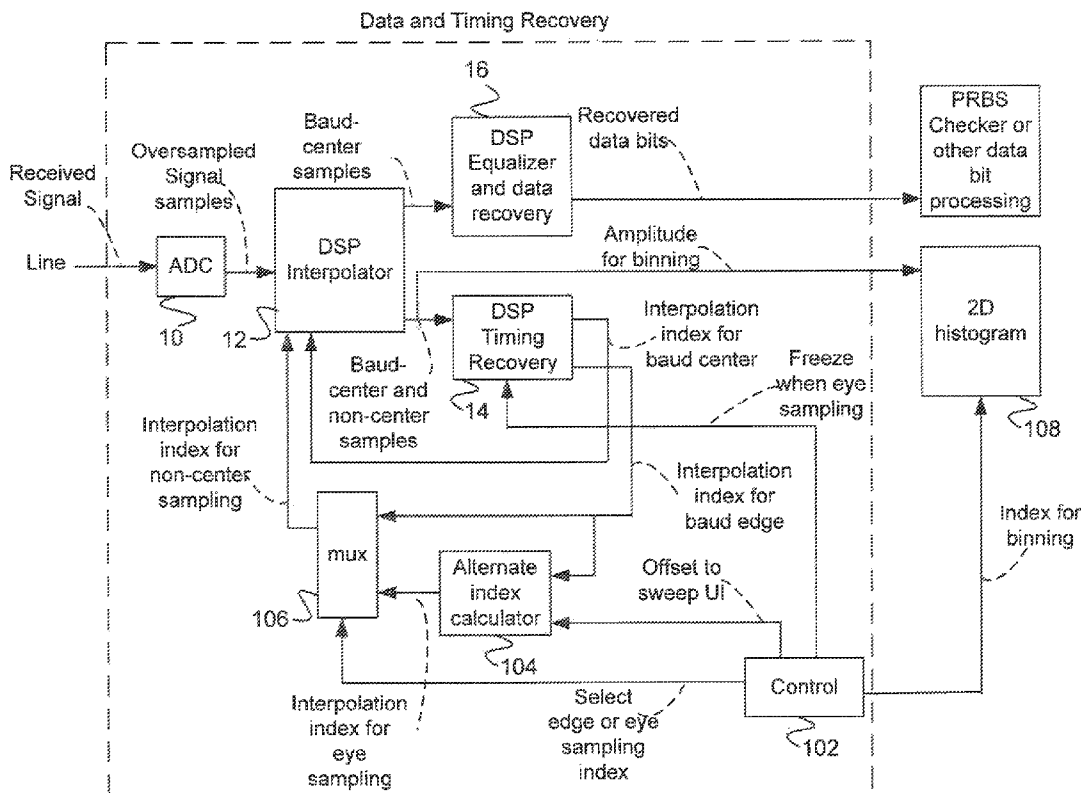 Data and Timing Recovery
16
PRBS
Checker or
other data
bit
processing
Recovered
data bits
DSP
Equalizer
and data
recovery
Baud-
center
samples
Oversampled
Signal
samples
Received
Signal
Line
ADC
10
DSP
Interpolator
12
Amplitude
for binning
2D
histogram
108
DSP
Timing
Recovery
14
Interpolation
index for
baud center
Freeze
when eye
sampling
Baud-
center and
non-center
samples
Interpolation
index for
non-center
sampling
Interpolation
index for
baud edge
Index for
binning
mux
106
Alternate
index
calculator
104
Offset to
sweep UI
Control
102
Interpolation
index for
eye
sampling
Select
edge or eye
sampling
index